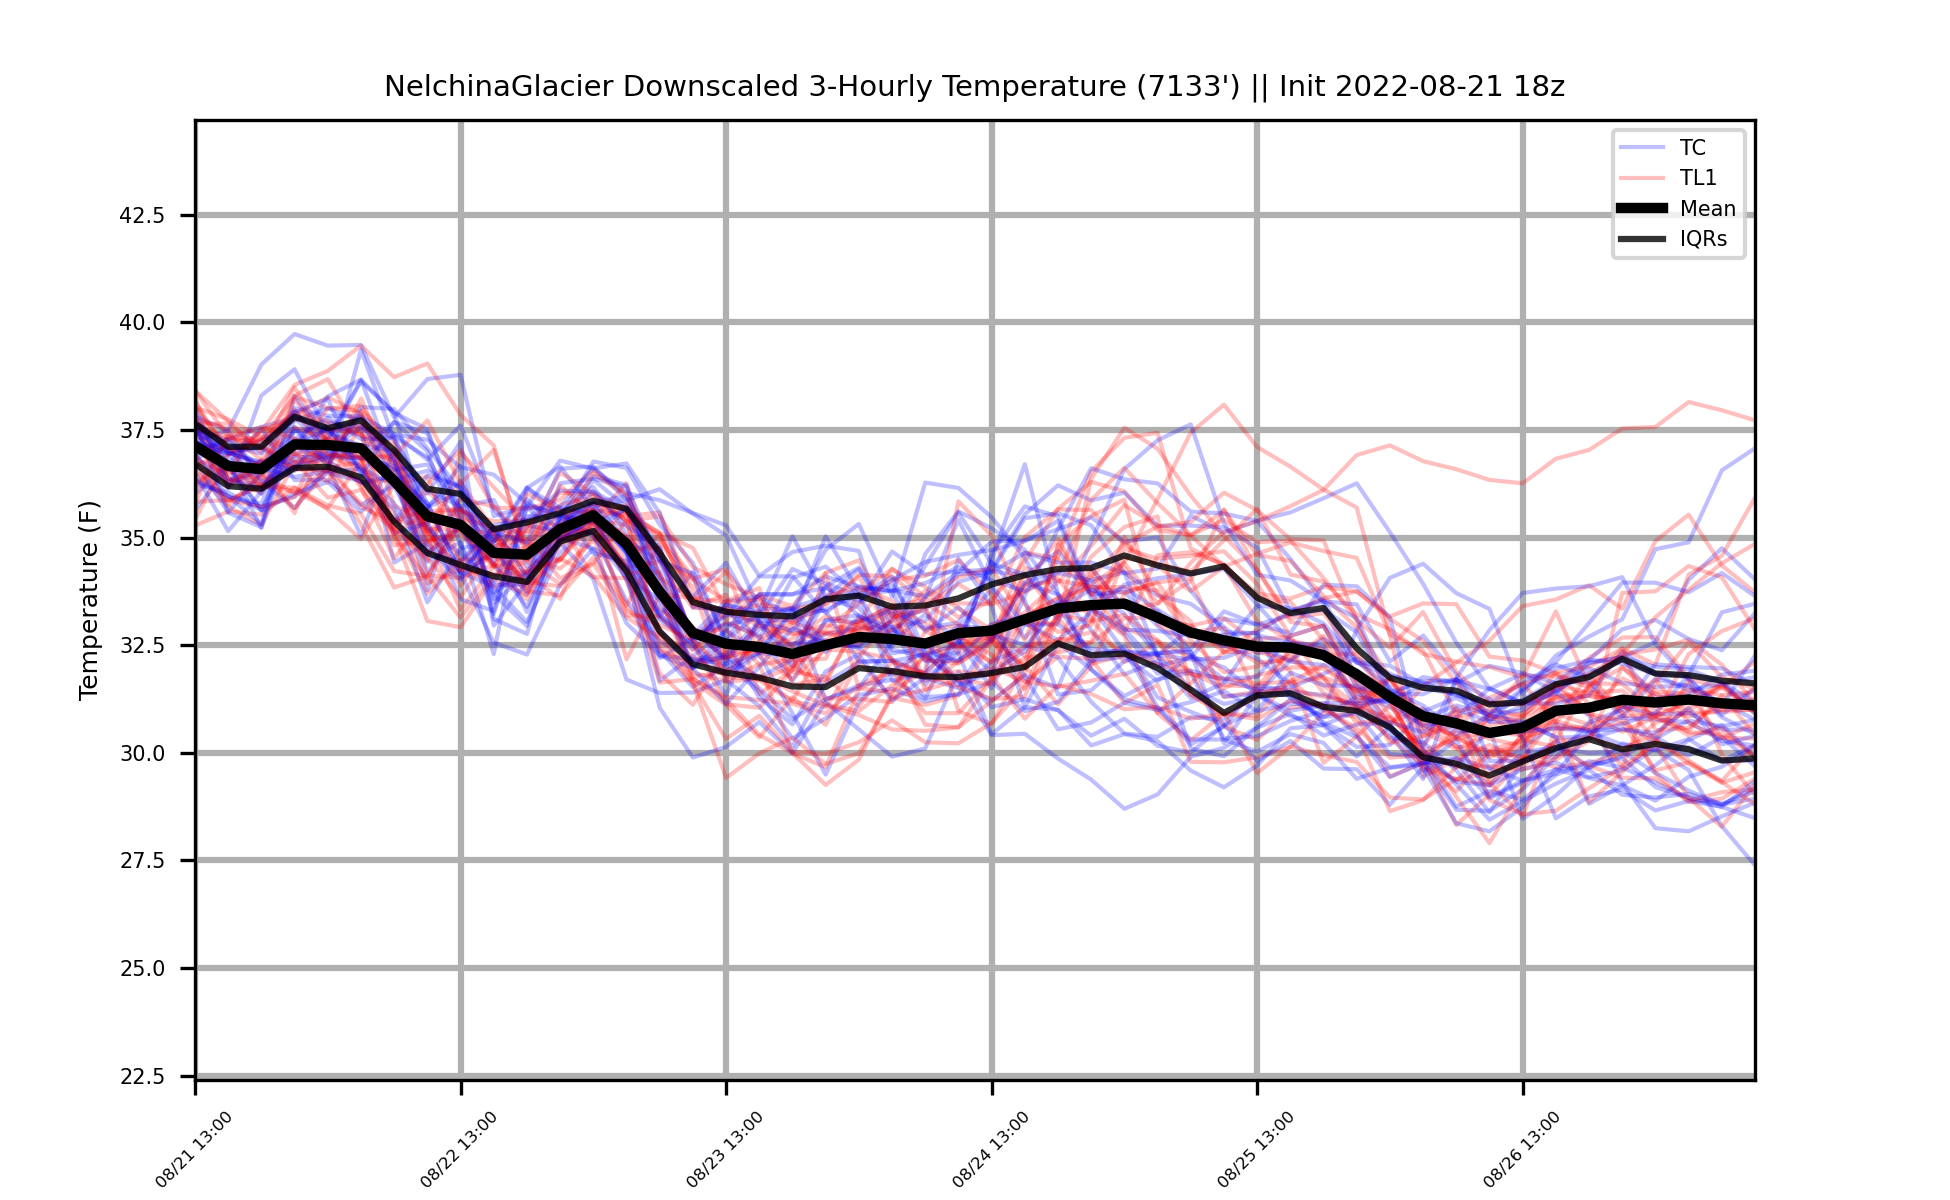 NelchinaGlacier Downscaled 3-Hourly Temperature (7133') || Init 2022-08-21 18z
TC
TL1
Mean
IQRs
Temperature (F)
42.5
40.0
37.5
35.0
32.5
30.0
27.5
25.0
22.5
08/21 13:00
08/22 13:00
08/23 13:00
08/24 13:00
08/25 13:00
08/26 13:00